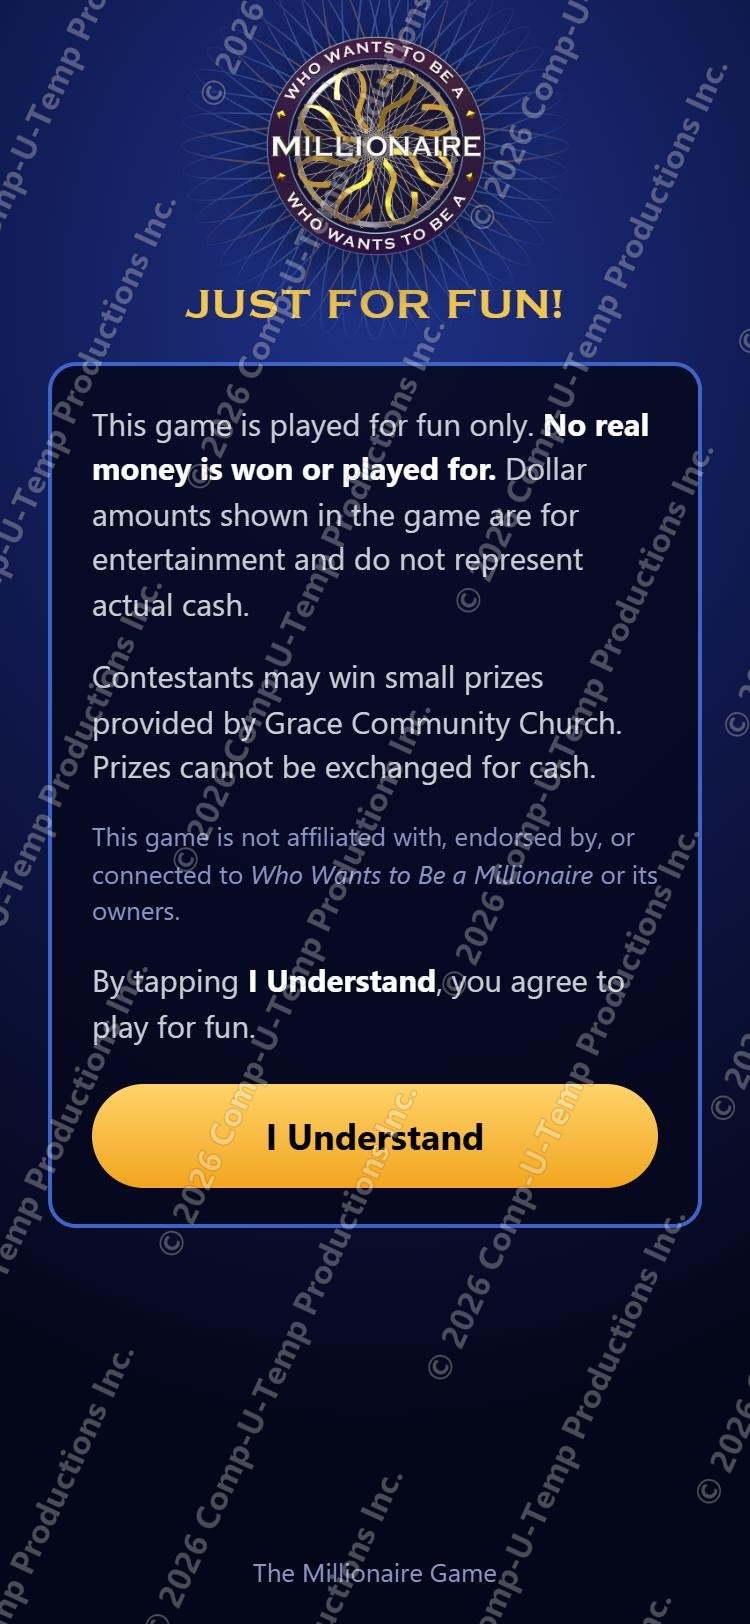 WHO WANTS TO BE A
MILLIONAIRE
WHO WANTS TO BE A
JUST FOR FUN!
This game is played for fun only. No real
money is won or played for. Dollar
amounts shown in the game are for
entertainment and do not represent
actual cash.
Contestants may win small prizes
provided by Grace Community Church.
Prizes cannot be exchanged for cash.
This game is not affiliated with, endorsed by, or
connected to Who Wants to Be a Millionaire or its
owners.
By tapping I Understand, you agree to
play for fun.
I Understand
The Millionaire Game
© 2026 Comp-U-Temp Productions Inc.